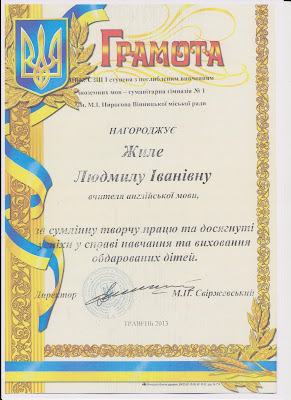 ГРАМОТА
СЗШ І ступеня з поглибленим вивченням
іноземних мов – гуманітарна гімназія № 1
ім. М.І. Пирогова Вінницької міської ради
НАГОРОДЖУЄ
Жиле
Людмилу Іванівну
вчителя англійської мови,
за сумлінну творчу працю та досягнуті
успіхи у справі навчання та виховання
обдарованих дітей.
Директор М.П. Свіржевський
ТРАВЕНЬ 2013